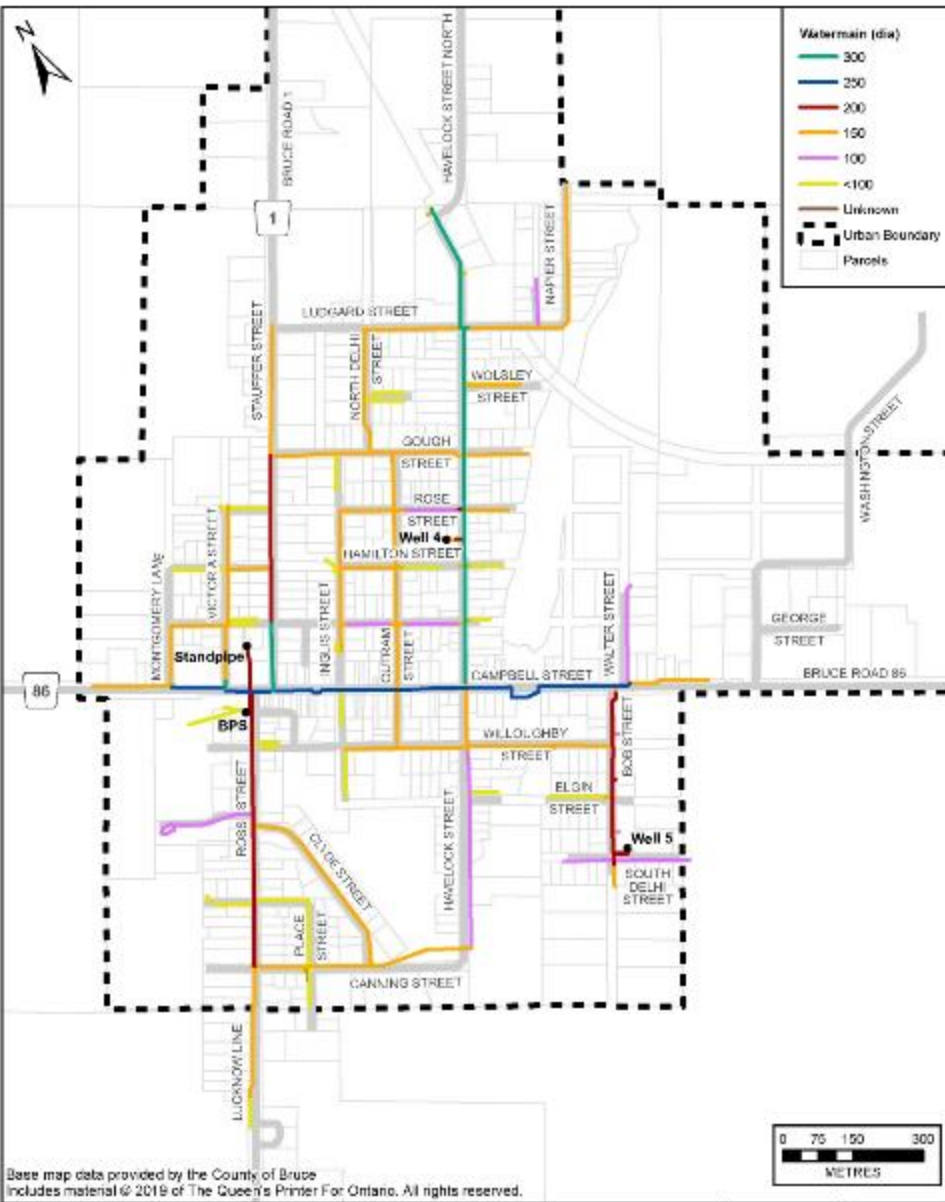 N
Watermain (dia)
300
250
200
150
100
<100
Unknown
Urban Boundary
Parcels
BRUCE ROAD 1
HAVELOCK STREET NORTH
1
NAPIER STREET
LUDGARD STREET
STAUFFER STREET
NORTH DELHI
STREET
WOLSLEY
STREET
WASHINGTON STREET
GOUGH
STREET
ROSE
STREET
Well 4
HAMILTON STREET
VICTORIA STREET
MONTGOMERY LANE
INGLIS STREET
OUTRAM
STREET
WALTER STREET
GEORGE
STREET
Standpipe
CAMPBELL STREET
BRUCE ROAD 86
86
BPS
WILLOUGHBY
STREET
BOB STREET
ROSS STREET
ELGIN
STREET
CLYDE STREET
HAVELOCK STREET
Well 5
SOUTH
DELHI
STREET
PLACE
STREET
CANNING STREET
LUCKNOW LINE
0 75 150 300
METRES
Base map data provided by the County of Bruce
Includes material © 2019 of The Queen's Printer For Ontario. All rights reserved.